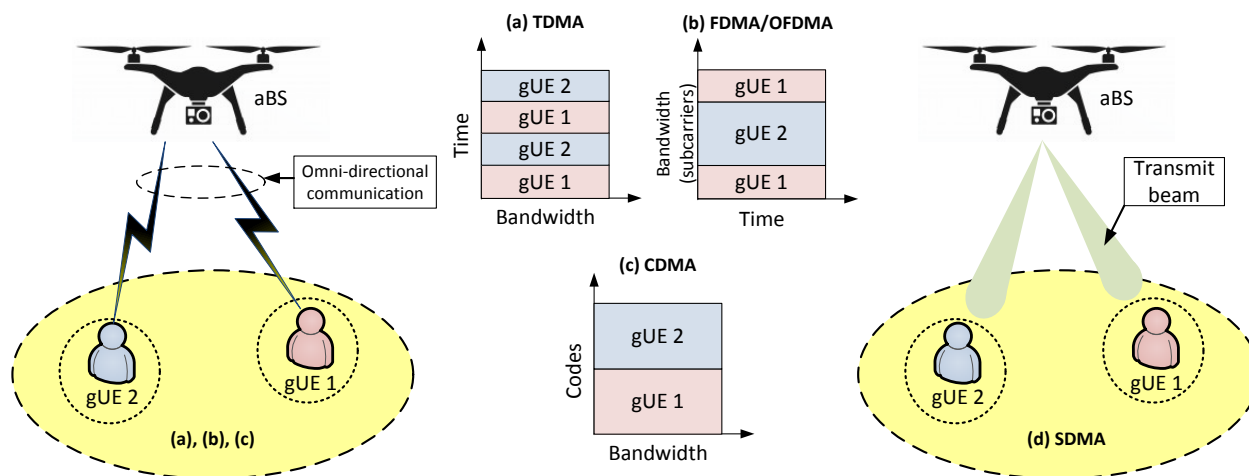 aBS
Omni-directional
communication
gUE 2
gUE 1
(a), (b), (c)
(a) TDMA
Time
gUE 2
gUE 1
gUE 2
gUE 1
Bandwidth
(b) FDMA/OFDMA
Bandwidth
(subcarriers)
gUE 1
gUE 2
gUE 1
Time
(c) CDMA
Codes
gUE 2
gUE 1
Bandwidth
aBS
Transmit
beam
gUE 2
gUE 1
(d) SDMA